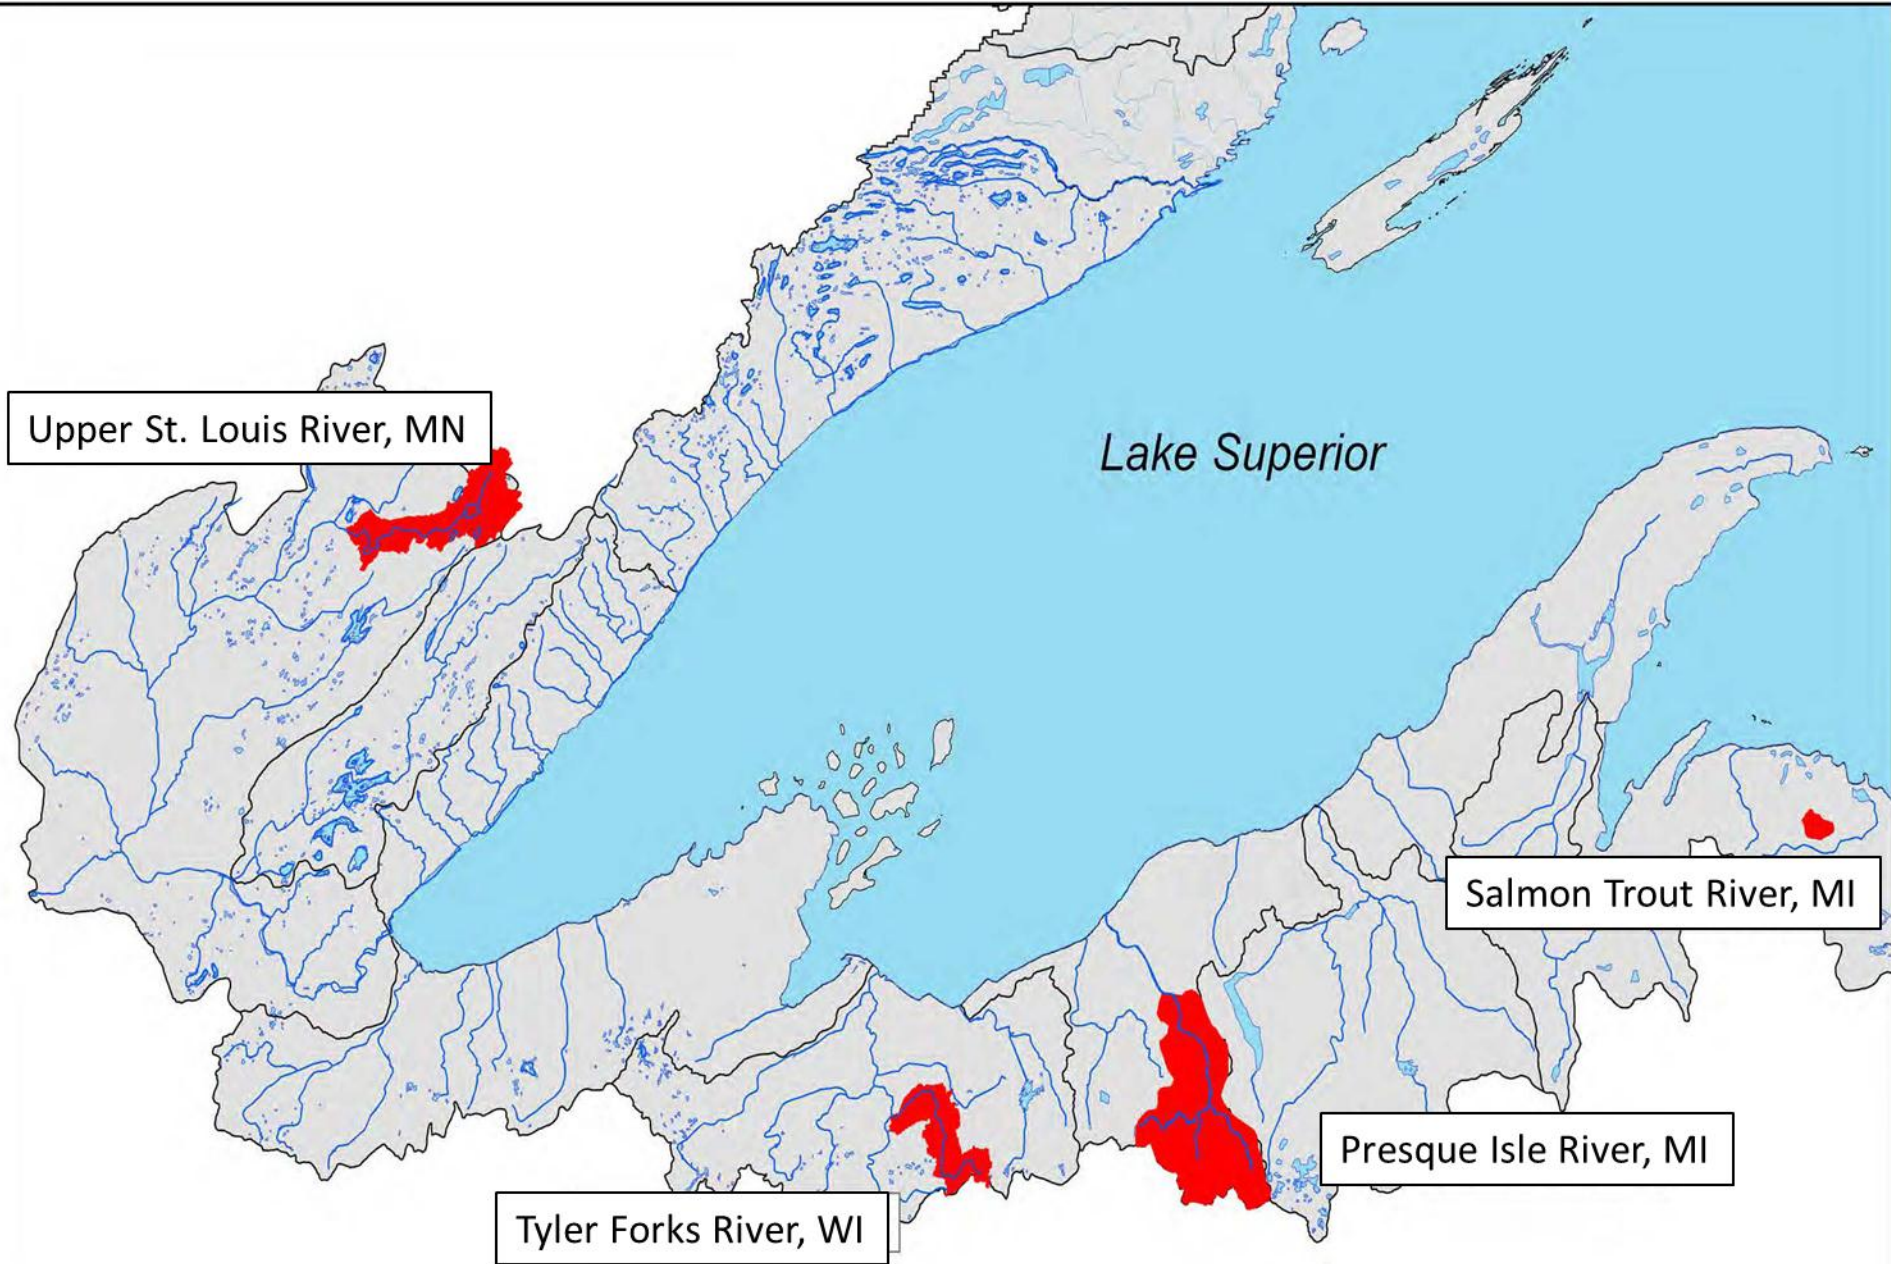 Upper St. Louis River, MN
Lake Superior
Salmon Trout River, MI
Presque Isle River, MI
Tyler Forks River, WI